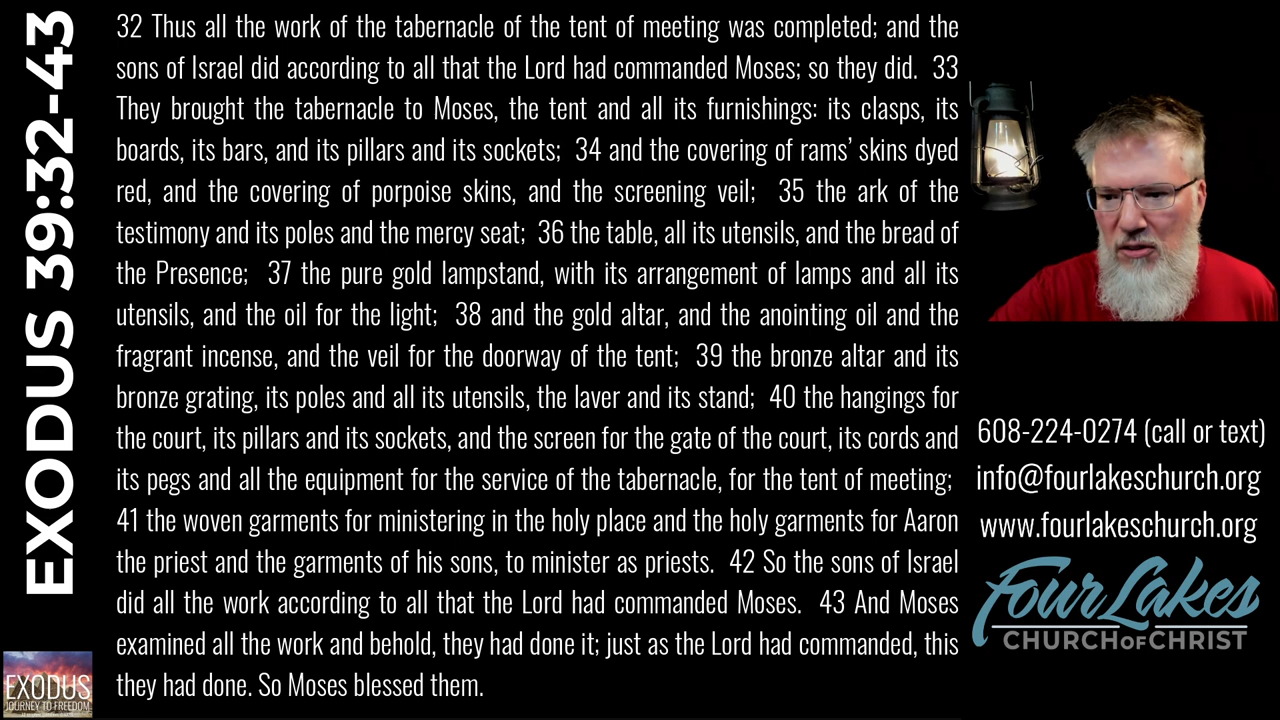 EXODUS 39:32-43
32 Thus all the work of the tabernacle of the tent of meeting was completed; and the
sons of Israel did according to all that the Lord had commanded Moses; so they did. 33
They brought the tabernacle to Moses, the tent and all its furnishings: its clasps, its
boards, its bars, and its pillars and its sockets; 34 and the covering of rams’ skins dyed
red, and the covering of porpoise skins, and the screening veil; 35 the ark of the
testimony and its poles and the mercy seat; 36 the table, all its utensils, and the bread of
the Presence; 37 the pure gold lampstand, with its arrangement of lamps and all its
utensils, and the oil for the light; 38 and the gold altar, and the anointing oil and the
fragrant incense, and the veil for the doorway of the tent; 39 the bronze altar and its
bronze grating, its poles and all its utensils, the laver and its stand; 40 the hangings for
the court, its pillars and its sockets, and the screen for the gate of the court, its cords and
its pegs and all the equipment for the service of the tabernacle, for the tent of meeting;
41 the woven garments for ministering in the holy place and the holy garments for Aaron
the priest and the garments of his sons, to minister as priests. 42 So the sons of Israel
did all the work according to all that the Lord had commanded Moses. 43 And Moses
examined all the work and behold, they had done it; just as the Lord had commanded, this
they had done. So Moses blessed them.
608-224-0274 (call or text)
info@fourlakeschurch.org
www.fourlakeschurch.org
Four Lakes
CHURCH OF CHRIST
EXODUS
JOURNEY TO FREEDOM